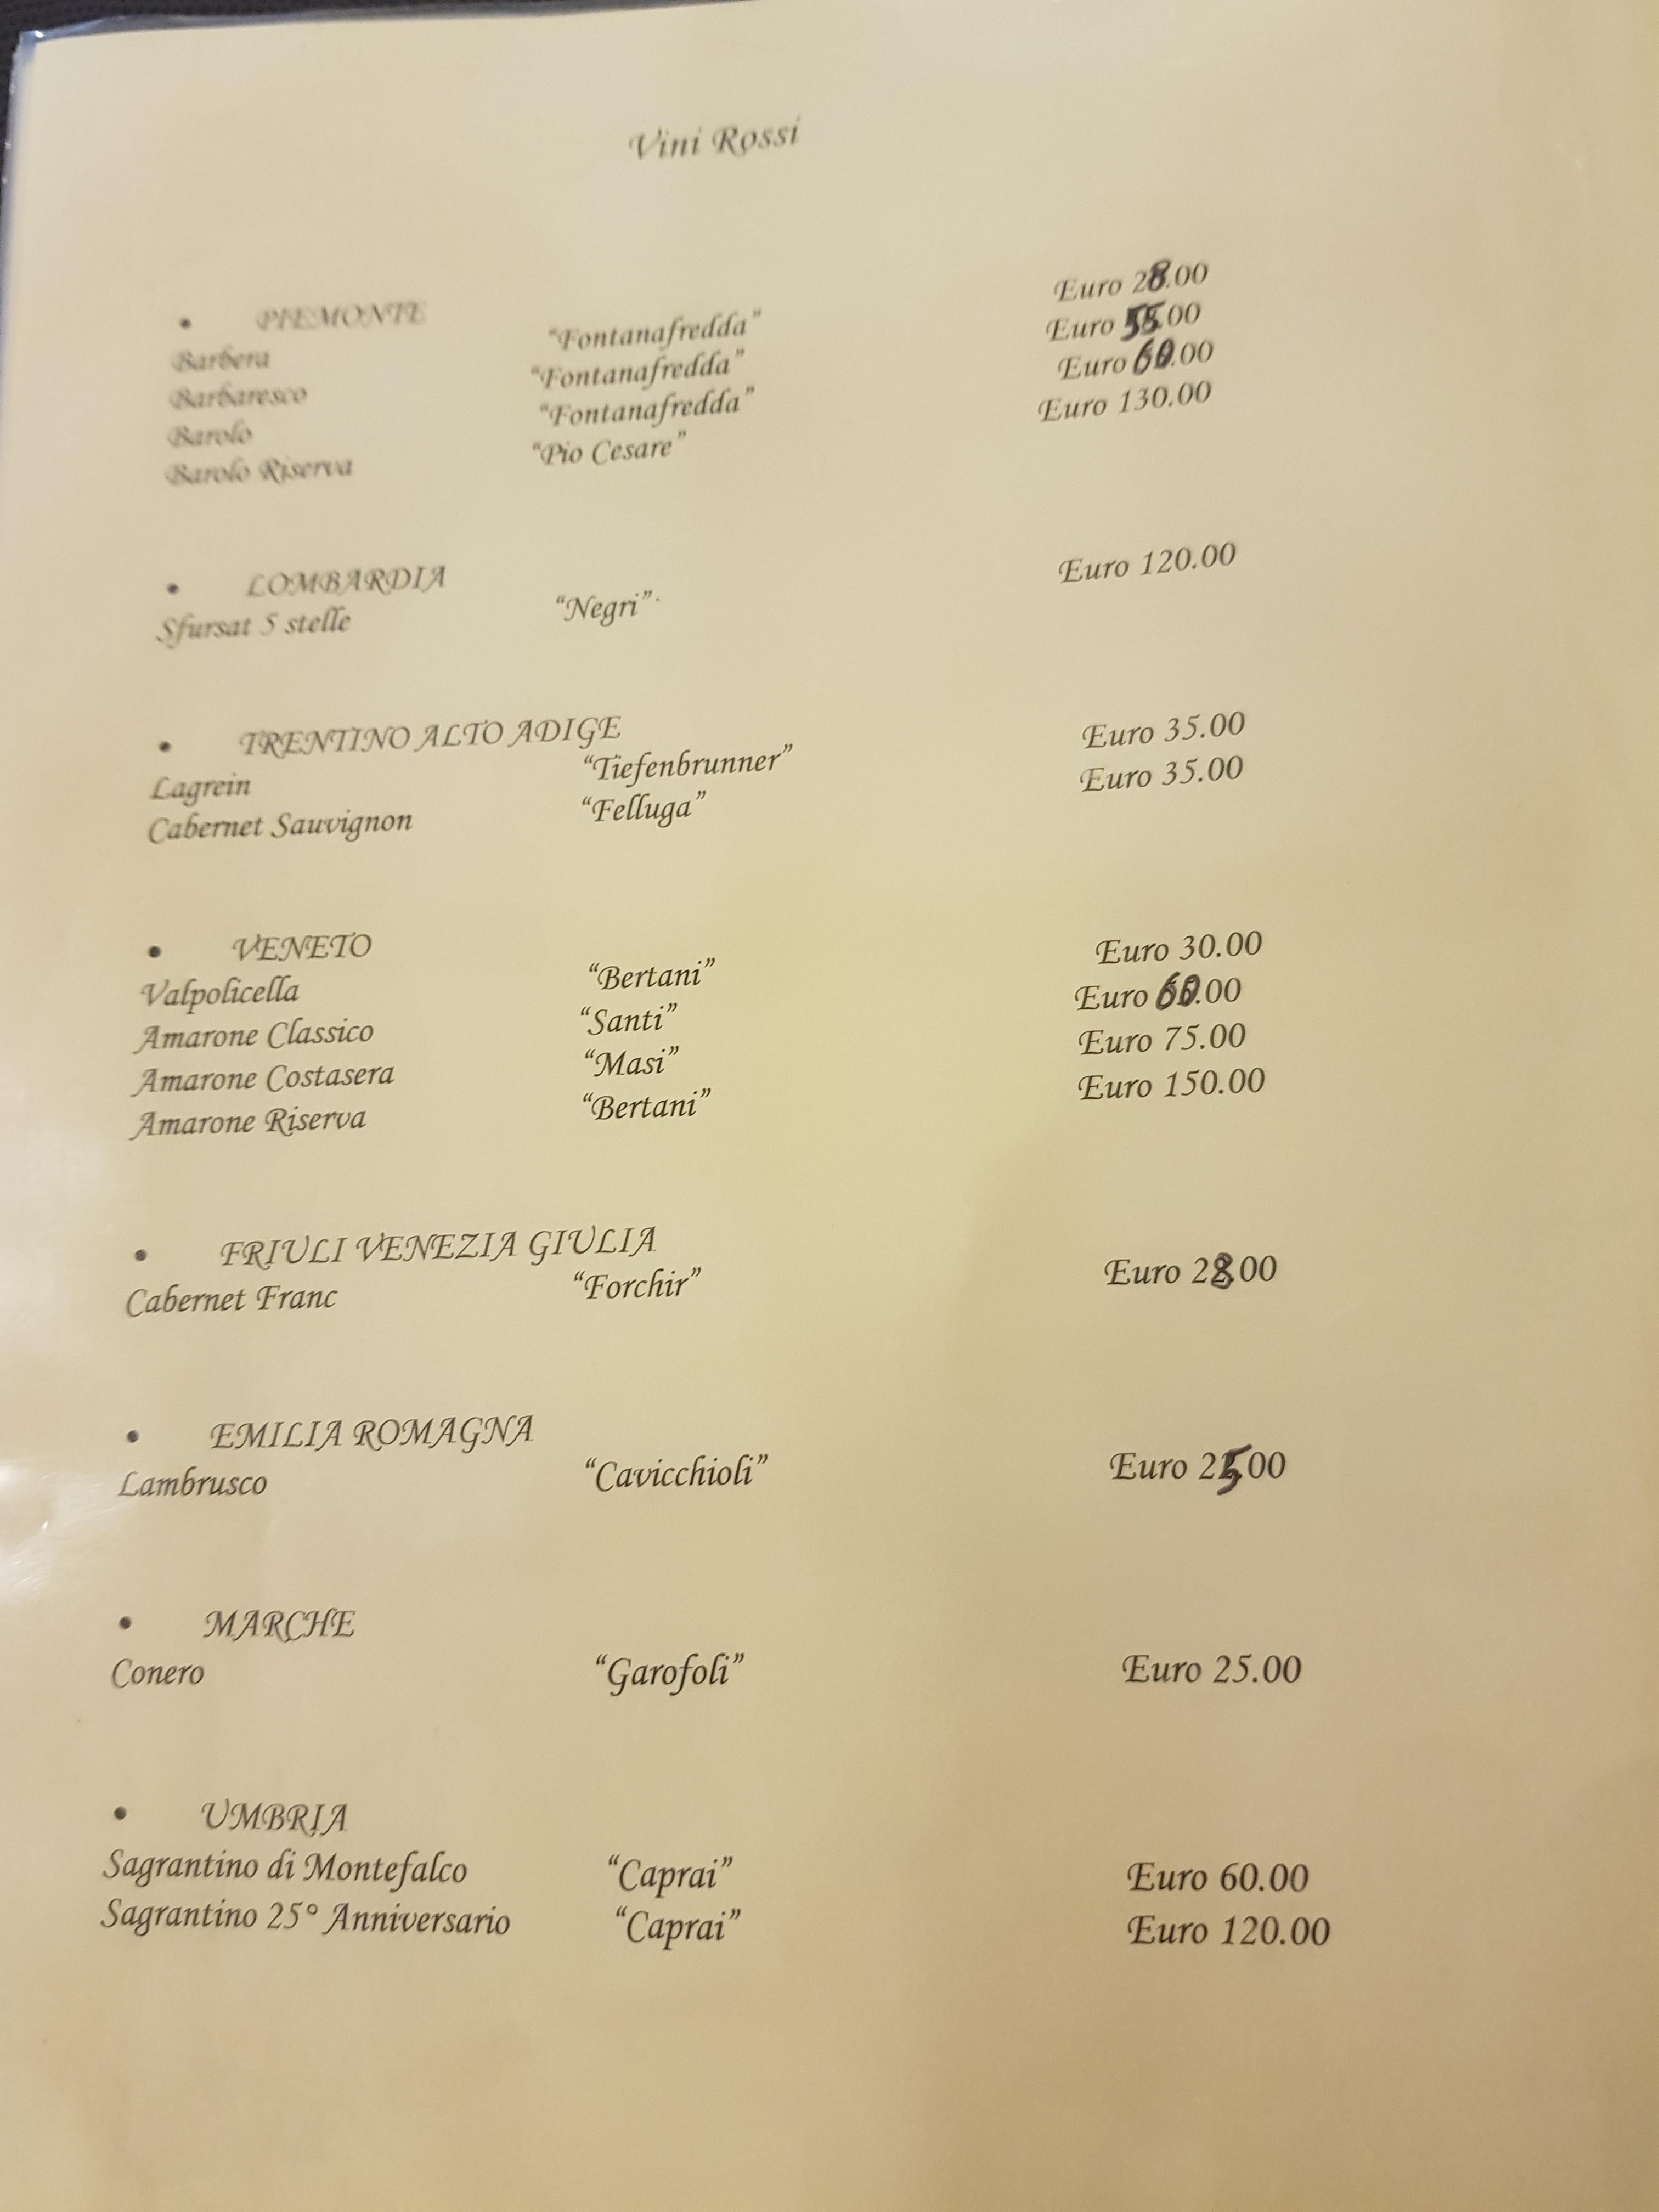 Vini Rossi
• PIEMONTE
Barbera "Fontanafredda" Euro 28.00
Barbaresco "Fontanafredda" Euro 55.00
Barolo "Fontanafredda" Euro 60.00
Barolo Riserva "Pio Cesare" Euro 130.00
• LOMBARDIA
Sfursat 5 stelle "Negri" Euro 120.00
• TRENTINO ALTO ADIGE
Lagrein "Tiefenbrunner" Euro 35.00
Cabernet Sauvignon "Felluga" Euro 35.00
• VENETO
Valpolicella "Bertani" Euro 30.00
Amarone Classico "Santi" Euro 60.00
Amarone Costasera "Masi" Euro 75.00
Amarone Riserva "Bertani" Euro 150.00
• FRIULI VENEZIA GIULIA
Cabernet Franc "Forchir" Euro 28.00
• EMILIA ROMAGNA
Lambrusco "Cavicchioli" Euro 25.00
• MARCHE
Conero "Garofoli" Euro 25.00
• UMBRIA
Sagrantino di Montefalco "Caprai" Euro 60.00
Sagrantino 25° Anniversario "Caprai" Euro 120.00